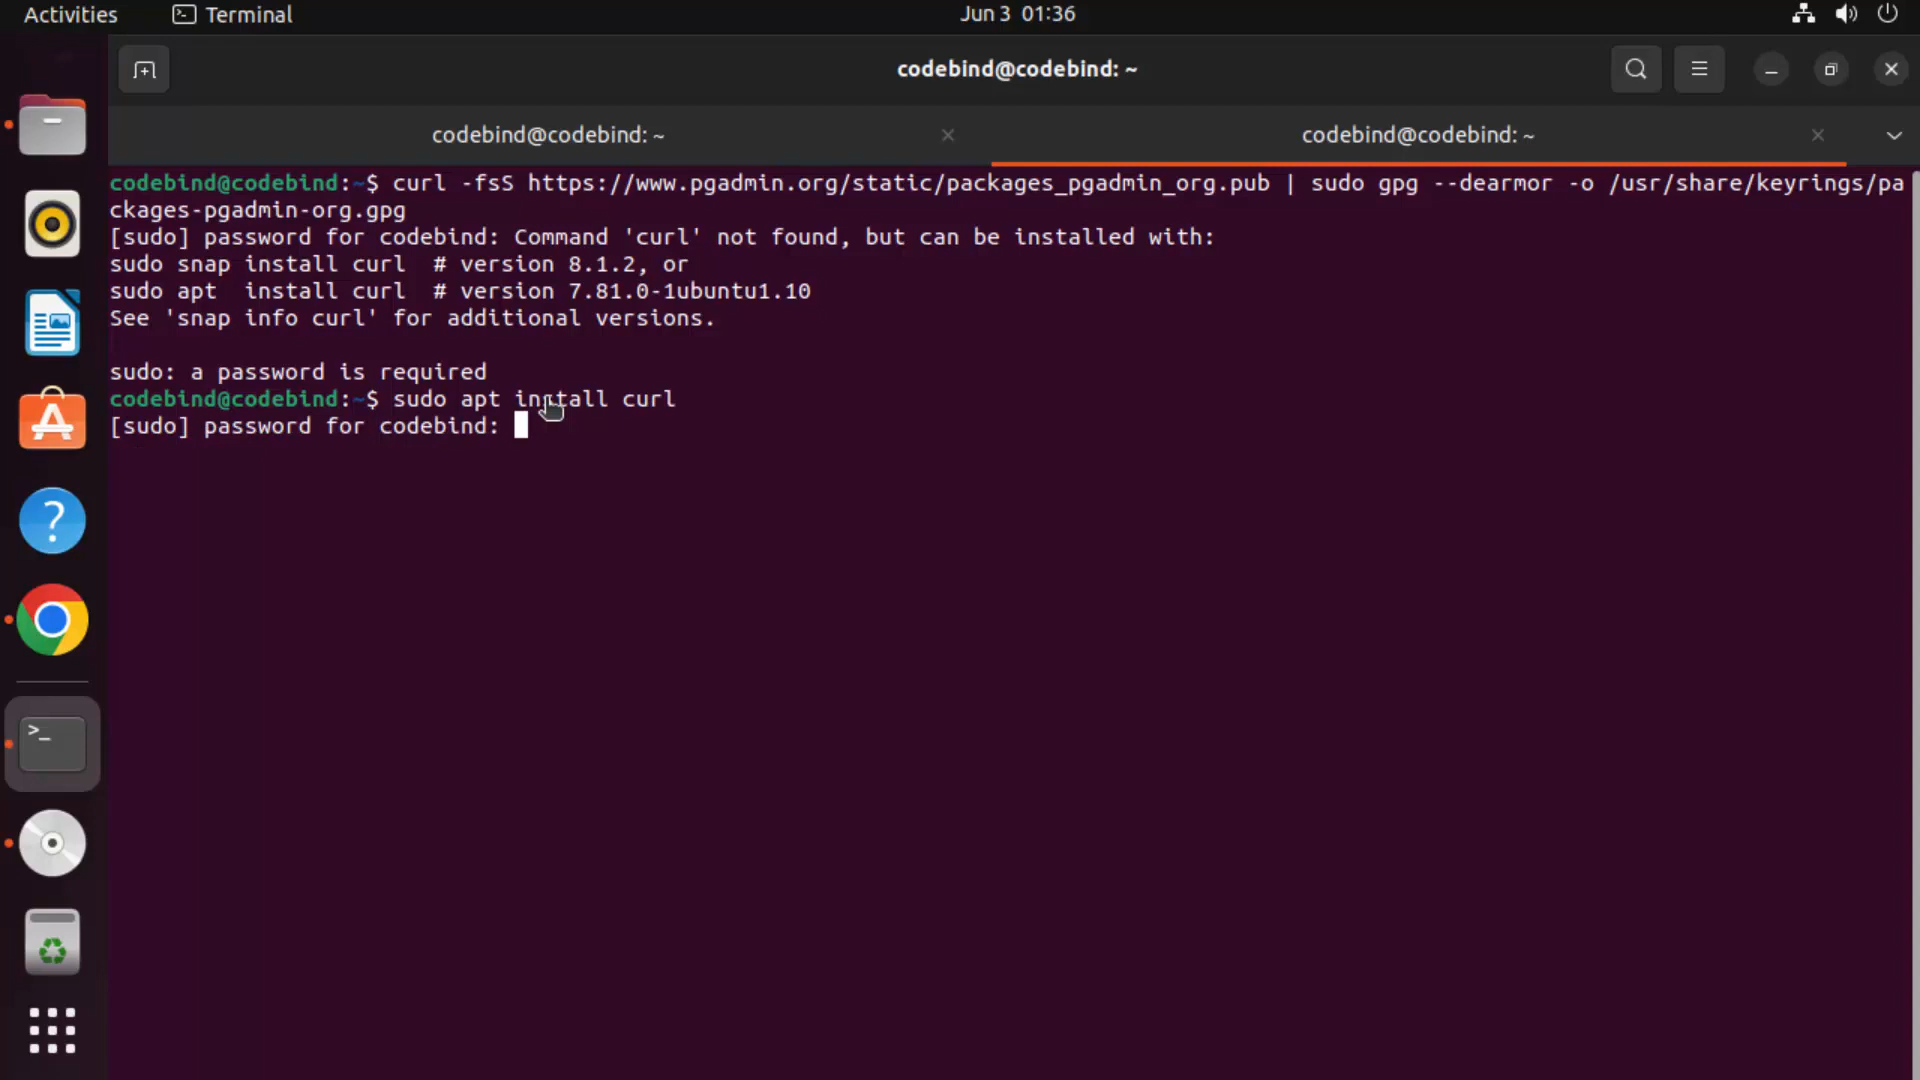 Activities
Terminal
Jun 3 01:36
codebind@codebind: ~
codebind@codebind: ~
codebind@codebind: ~
codebind@codebind:~$ curl -fsS https://www.pgadmin.org/static/packages_pgadmin_org.pub | sudo gpg --dearmor -o /usr/share/keyrings/pa
ckages-pgadmin-org.gpg
[sudo] password for codebind: Command 'curl' not found, but can be installed with:
sudo snap install curl  # version 8.1.2, or
sudo apt  install curl  # version 7.81.0-1ubuntu1.10
See 'snap info curl' for additional versions.
sudo: a password is required
codebind@codebind:~$ sudo apt install curl
[sudo] password for codebind: